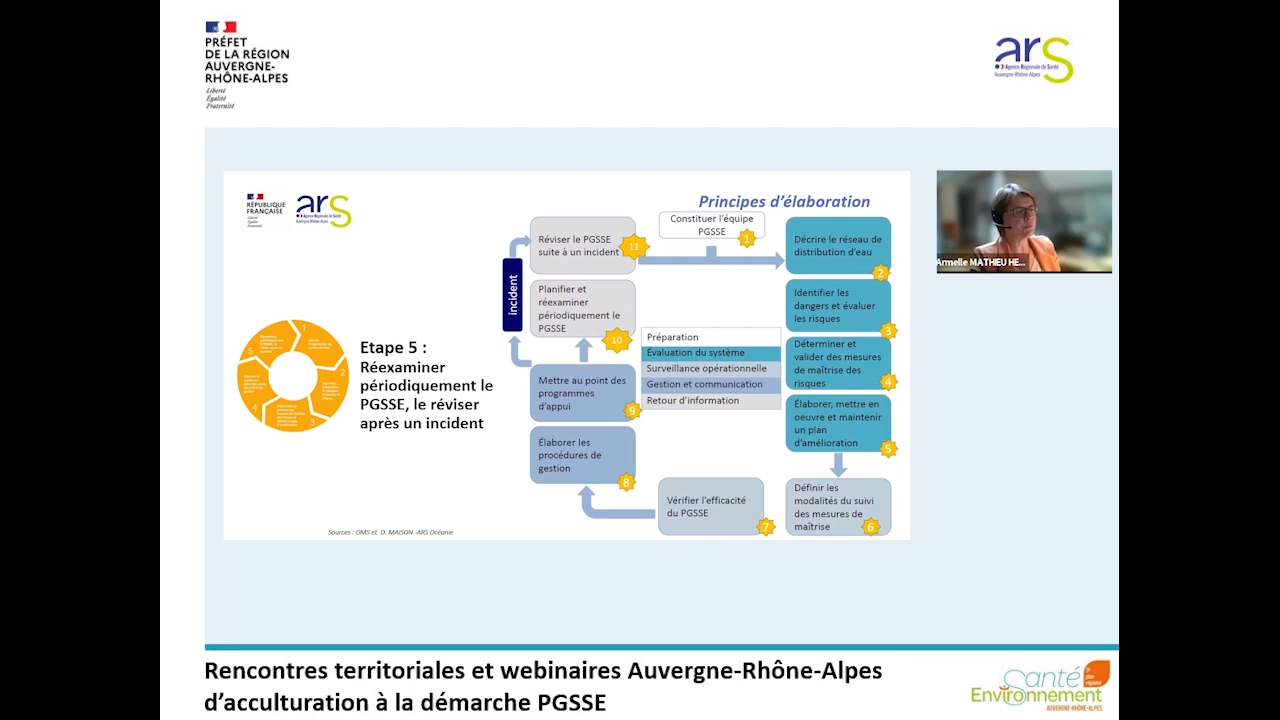 PRÉFET
DE LA RÉGION
AUVERGNE-
RHÔNE-ALPES
Liberté
Égalité
Fraternité
ars
Agence Régionale de Santé
Auvergne-Rhône-Alpes
RÉPUBLIQUE
FRANÇAISE
Liberté
Égalité
Fraternité
ars
Agence Régionale de Santé
Auvergne-Rhône-Alpes
Principes d'élaboration
Constituer l'équipe
PGSSE
1
Décrire le réseau de
distribution d'eau
2
Identifier les
dangers et évaluer
les risques
3
Déterminer et
valider des mesures
de maîtrise des
risques
4
Élaborer, mettre en
oeuvre et maintenir
un plan
d'amélioration
5
Définir les
modalités du suivi
des mesures de
maîtrise
6
Vérifier l'efficacité
du PGSSE
7
Élaborer les
procédures de
gestion
8
Mettre au point des
programmes
d'appui
9
Planifier et
réexaminer
périodiquement le
PGSSE
10
incident
Réviser le PGSSE
suite à un incident
11
Préparation
Évaluation du système
Surveillance opérationnelle
Gestion et communication
Retour d'information
1
2
3
4
5
Etape 5 :
Réexaminer
périodiquement le
PGSSE, le réviser
après un incident
Sources : OMS et D. MAISON -ARS Océanie
Armelle MATHIEU HE...
Rencontres territoriales et webinaires Auvergne-Rhône-Alpes
d'acculturation à la démarche PGSSE
Santé
Environnement
AUVERGNE-RHÔNE-ALPES
plan
régional